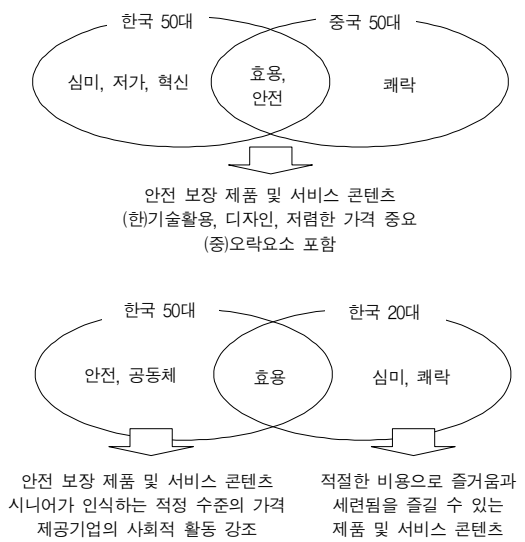 한국 50대
중국 50대
심미, 저가, 혁신
효용,
안전
쾌락
안전 보장 제품 및 서비스 콘텐츠
(한)기술활용, 디자인, 저렴한 가격 중요
(중)오락요소 포함
한국 50대
한국 20대
안전, 공동체
효용
심미, 쾌락
안전 보장 제품 및 서비스 콘텐츠
시니어가 인식하는 적정 수준의 가격
제공기업의 사회적 활동 강조
적절한 비용으로 즐거움과
세련됨을 즐길 수 있는
제품 및 서비스 콘텐츠